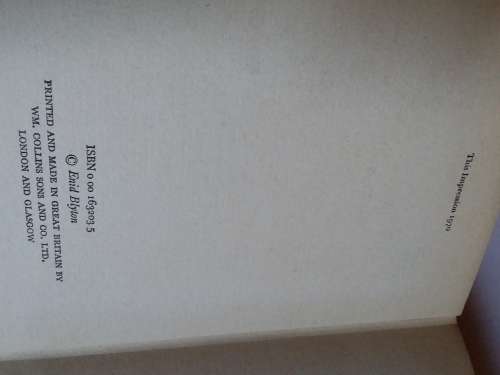 This Impression 1970
ISBN 0 00 163203 5
© Enid Blyton
PRINTED AND MADE IN GREAT BRITAIN BY
WM. COLLINS SONS AND CO. LTD.
LONDON AND GLASGOW